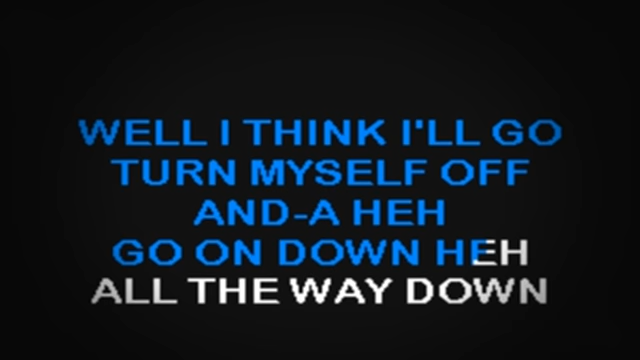 WELL I THINK I'LL GO
TURN MYSELF OFF
AND-A HEH
GO ON DOWN HEH
ALL THE WAY DOWN